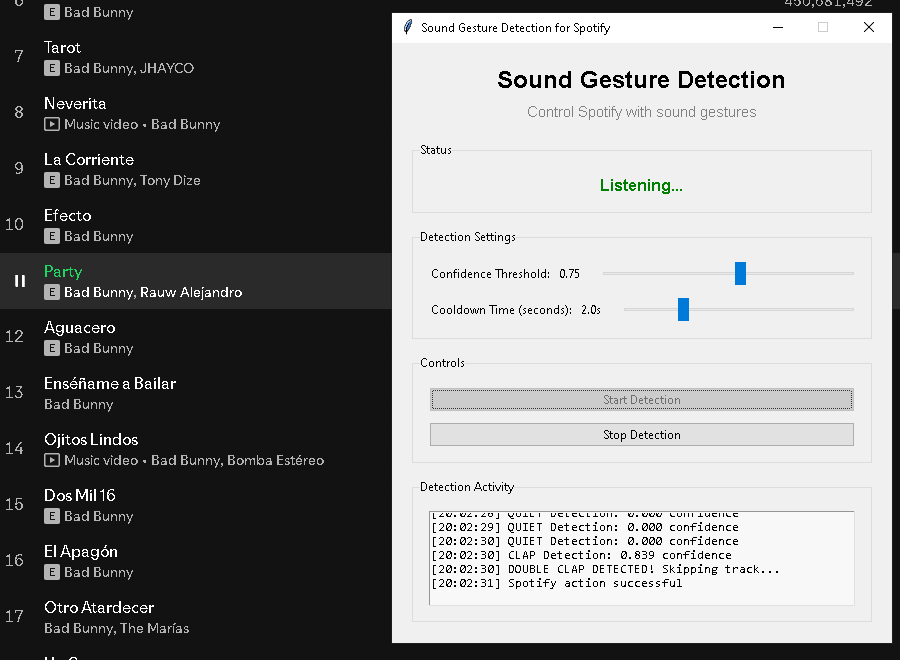 E Bad Bunny
7
Tarot
E Bad Bunny, JHAYCO
8
Neverita
Music video • Bad Bunny
9
La Corriente
E Bad Bunny, Tony Dize
10
Efecto
E Bad Bunny
Party
E Bad Bunny, Rauw Alejandro
12
Aguacero
E Bad Bunny
13
Enséñame a Bailar
Bad Bunny
14
Ojitos Lindos
Music video • Bad Bunny, Bomba Estéreo
15
Dos Mil 16
E Bad Bunny
16
El Apagón
E Bad Bunny
17
Otro Atardecer
Bad Bunny, The Marías
450,681,492
Sound Gesture Detection for Spotify
Sound Gesture Detection
Control Spotify with sound gestures
Status
Listening...
Detection Settings
Confidence Threshold: 0.75
Cooldown Time (seconds): 2.0s
Controls
Start Detection
Stop Detection
Detection Activity
[20:02:28] QUIET Detection: 0.000 confidence
[20:02:29] QUIET Detection: 0.000 confidence
[20:02:30] QUIET Detection: 0.000 confidence
[20:02:30] CLAP Detection: 0.839 confidence
[20:02:30] DOUBLE CLAP DETECTED! Skipping track...
[20:02:31] Spotify action successful